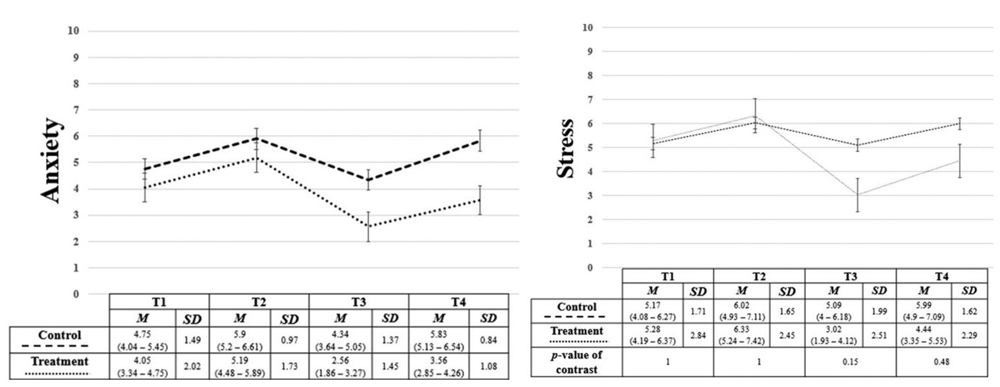 10
9
8
7
6
5
4
3
2
1
0
Anxiety
T1 T2 T3 T4
M SD M SD M SD M SD
Control 4.75 (4.04 – 5.45) 1.49 5.9 (5.2 – 6.61) 0.97 4.34 (3.64 – 5.05) 1.37 5.83 (5.13 – 6.54) 0.84
Treatment 4.05 (3.34 – 4.75) 2.02 5.19 (4.48 – 5.89) 1.73 2.56 (1.86 – 3.27) 1.45 3.56 (2.85 – 4.26) 1.08
10
9
8
7
6
5
4
3
2
1
0
Stress
T1 T2 T3 T4
M SD M SD M SD M SD
Control 5.17 (4.08 – 6.27) 1.71 6.02 (4.93 – 7.11) 1.65 5.09 (4 – 6.18) 1.99 5.99 (4.9 – 7.09) 1.62
Treatment 5.28 (4.19 – 6.37) 2.84 6.33 (5.24 – 7.42) 2.45 3.02 (1.93 – 4.12) 2.51 4.44 (3.35 – 5.53) 2.29
p-value of contrast 1 1 0.15 0.48